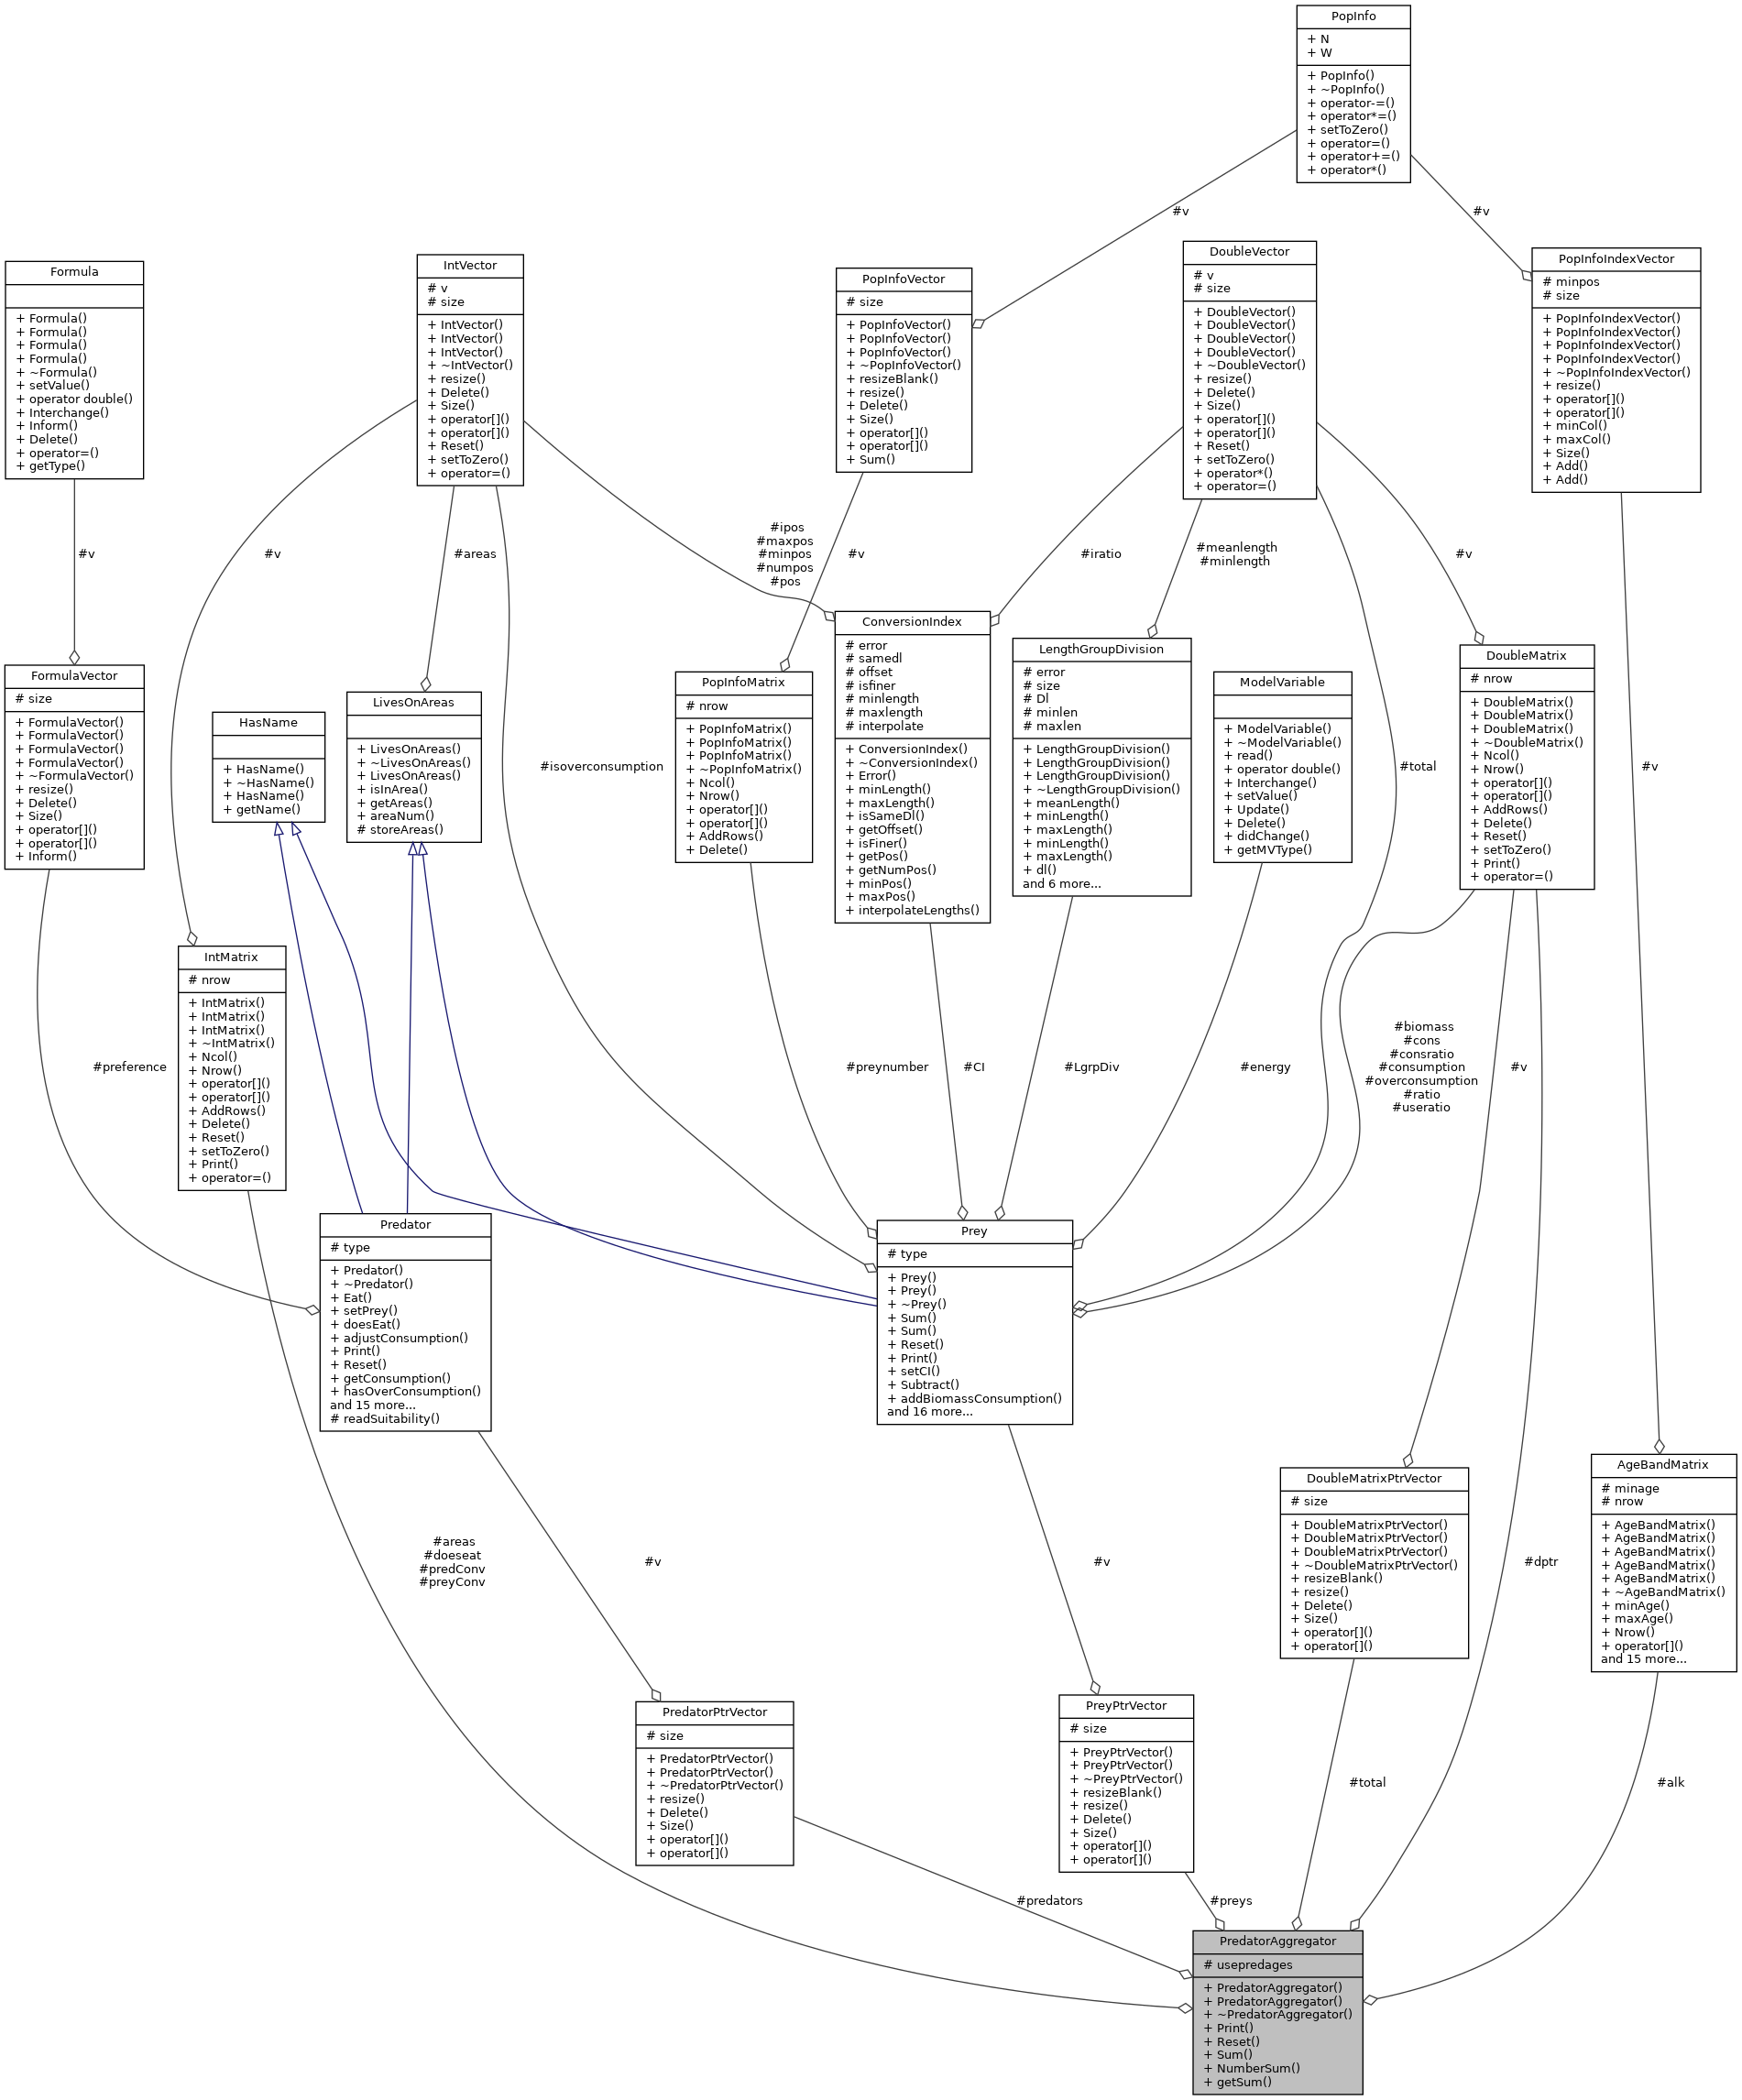 PopInfo
+ N
+ W
+ PopInfo()
+ ~PopInfo()
+ operator-=()
+ operator*=()
+ setToZero()
+ operator=()
+ operator+=()
+ operator*()
#v
#v
Formula
+ Formula()
+ Formula()
+ Formula()
+ Formula()
+ ~Formula()
+ setValue()
+ operator double()
+ Interchange()
+ Inform()
+ Delete()
+ operator=()
+ getType()
IntVector
# v
# size
+ IntVector()
+ IntVector()
+ IntVector()
+ ~IntVector()
+ resize()
+ Delete()
+ Size()
+ operator[]()
+ operator[]()
+ Reset()
+ setToZero()
+ operator=()
PopInfoVector
# size
+ PopInfoVector()
+ PopInfoVector()
+ PopInfoVector()
+ ~PopInfoVector()
+ resizeBlank()
+ resize()
+ Delete()
+ Size()
+ operator[]()
+ operator[]()
+ Sum()
DoubleVector
# v
# size
+ DoubleVector()
+ DoubleVector()
+ DoubleVector()
+ DoubleVector()
+ ~DoubleVector()
+ resize()
+ Delete()
+ Size()
+ operator[]()
+ operator[]()
+ Reset()
+ setToZero()
+ operator*()
+ operator=()
PopInfoIndexVector
# minpos
# size
+ PopInfoIndexVector()
+ PopInfoIndexVector()
+ PopInfoIndexVector()
+ PopInfoIndexVector()
+ ~PopInfoIndexVector()
+ resize()
+ operator[]()
+ operator[]()
+ minCol()
+ maxCol()
+ Size()
+ Add()
+ Add()
#v
#v
#areas
#ipos
#maxpos
#minpos
#numpos
#pos
#v
#iratio
#meanlength
#minlength
#v
FormulaVector
# size
+ FormulaVector()
+ FormulaVector()
+ FormulaVector()
+ FormulaVector()
+ ~FormulaVector()
+ resize()
+ Delete()
+ Size()
+ operator[]()
+ operator[]()
+ Inform()
HasName
+ HasName()
+ ~HasName()
+ HasName()
+ getName()
LivesOnAreas
+ LivesOnAreas()
+ ~LivesOnAreas()
+ LivesOnAreas()
+ isInArea()
+ getAreas()
+ areaNum()
# storeAreas()
#isoverconsumption
PopInfoMatrix
# nrow
+ PopInfoMatrix()
+ PopInfoMatrix()
+ PopInfoMatrix()
+ ~PopInfoMatrix()
+ Ncol()
+ Nrow()
+ operator[]()
+ operator[]()
+ AddRows()
+ Delete()
ConversionIndex
# error
# samedl
# offset
# isfiner
# minlength
# maxlength
# interpolate
+ ConversionIndex()
+ ~ConversionIndex()
+ Error()
+ minLength()
+ maxLength()
+ isSameDl()
+ getOffset()
+ isFiner()
+ getPos()
+ getNumPos()
+ minPos()
+ maxPos()
+ interpolateLengths()
LengthGroupDivision
# error
# size
# Dl
# minlen
# maxlen
+ LengthGroupDivision()
+ LengthGroupDivision()
+ LengthGroupDivision()
+ ~LengthGroupDivision()
+ meanLength()
+ minLength()
+ maxLength()
+ minLength()
+ maxLength()
+ dl()
and 6 more...
ModelVariable
+ ModelVariable()
+ ~ModelVariable()
+ read()
+ operator double()
+ Interchange()
+ setValue()
+ Update()
+ Delete()
+ didChange()
+ getMVType()
#total
DoubleMatrix
# nrow
+ DoubleMatrix()
+ DoubleMatrix()
+ DoubleMatrix()
+ ~DoubleMatrix()
+ Ncol()
+ Nrow()
+ operator[]()
+ operator[]()
+ AddRows()
+ Delete()
+ Reset()
+ setToZero()
+ Print()
+ operator=()
#v
#preference
IntMatrix
# nrow
+ IntMatrix()
+ IntMatrix()
+ IntMatrix()
+ ~IntMatrix()
+ Ncol()
+ Nrow()
+ operator[]()
+ operator[]()
+ AddRows()
+ Delete()
+ Reset()
+ setToZero()
+ Print()
+ operator=()
#preynumber
#CI
#LgrpDiv
#energy
#biomass
#cons
#consratio
#consumption
#overconsumption
#ratio
#useratio
#v
Predator
# type
+ Predator()
+ ~Predator()
+ Eat()
+ setPrey()
+ doesEat()
+ adjustConsumption()
+ Print()
+ Reset()
+ getConsumption()
+ hasOverConsumption()
and 15 more...
# readSuitability()
Prey
# type
+ Prey()
+ Prey()
+ ~Prey()
+ Sum()
+ Sum()
+ Reset()
+ Print()
+ setCI()
+ Subtract()
+ addBiomassConsumption()
and 16 more...
#areas
#doeseat
#predConv
#preyConv
#v
#v
DoubleMatrixPtrVector
# size
+ DoubleMatrixPtrVector()
+ DoubleMatrixPtrVector()
+ DoubleMatrixPtrVector()
+ ~DoubleMatrixPtrVector()
+ resizeBlank()
+ resize()
+ Delete()
+ Size()
+ operator[]()
+ operator[]()
#dptr
AgeBandMatrix
# minage
# nrow
+ AgeBandMatrix()
+ AgeBandMatrix()
+ AgeBandMatrix()
+ AgeBandMatrix()
+ AgeBandMatrix()
+ ~AgeBandMatrix()
+ minAge()
+ maxAge()
+ Nrow()
+ operator[]()
and 15 more...
PredatorPtrVector
# size
+ PredatorPtrVector()
+ PredatorPtrVector()
+ ~PredatorPtrVector()
+ resize()
+ Delete()
+ Size()
+ operator[]()
+ operator[]()
PreyPtrVector
# size
+ PreyPtrVector()
+ PreyPtrVector()
+ ~PreyPtrVector()
+ resizeBlank()
+ resize()
+ Delete()
+ Size()
+ operator[]()
+ operator[]()
#total
#alk
#predators
#preys
PredatorAggregator
# usepredages
+ PredatorAggregator()
+ PredatorAggregator()
+ ~PredatorAggregator()
+ Print()
+ Reset()
+ Sum()
+ NumberSum()
+ getSum()